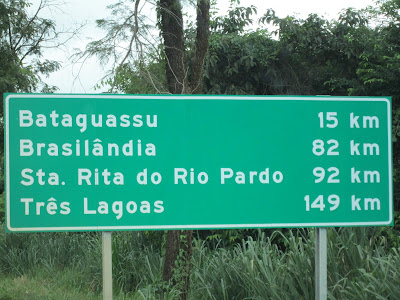 Bataguassu 15 km
Brasilândia 82 km
Sta. Rita do Rio Pardo 92 km
Três Lagoas 149 km